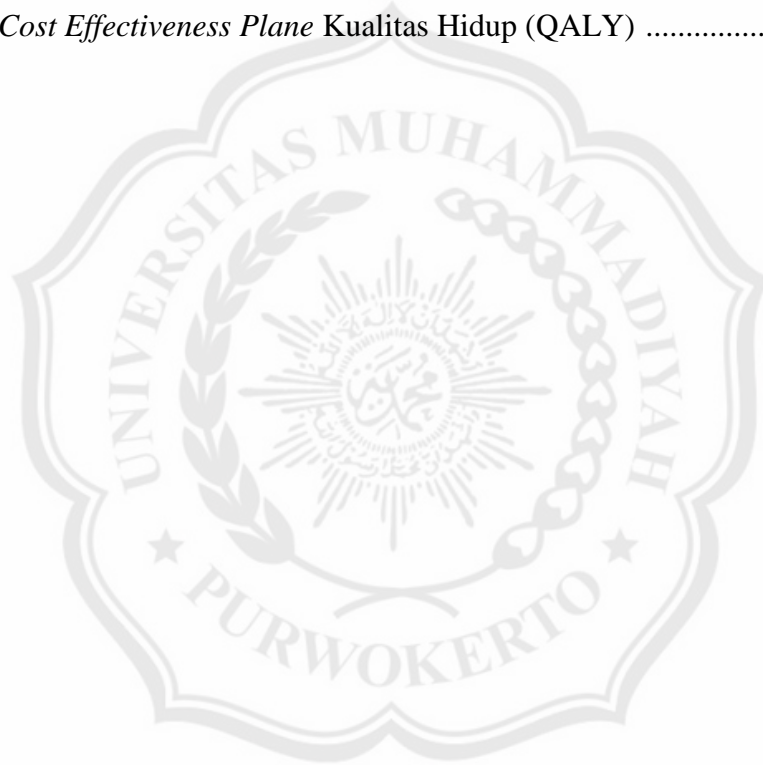 Cost Effectiveness Plane Kualitas Hidup (QALY) ...............
UNIVERSITAS MUHAMMADIYAH
PURWOKERTO